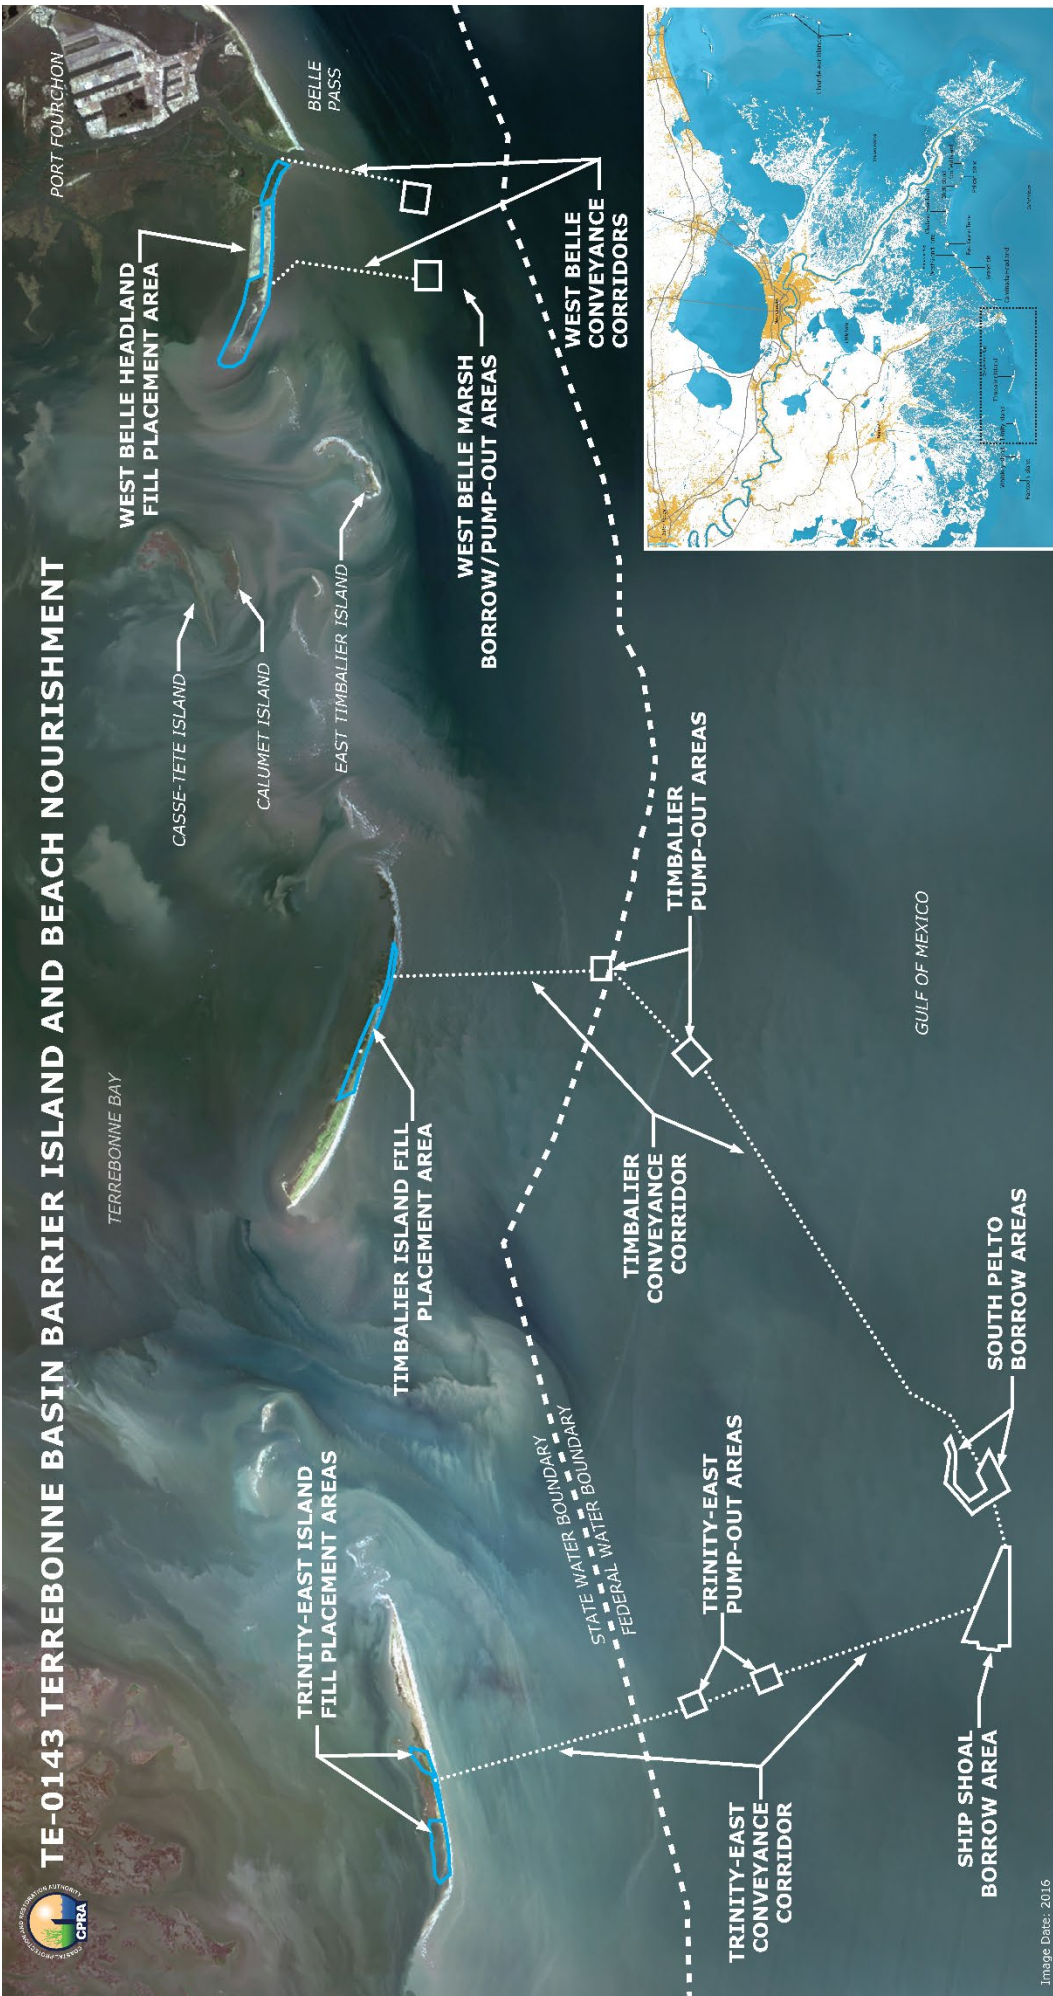 TE-0143 TERREBONNE BASIN BARRIER ISLAND AND BEACH NOURISHMENT
COASTAL PROTECTION AND RESTORATION AUTHORITY
CPRA
PORT FOURCHON
BELLE
PASS
TERREBONNE BAY
WEST BELLE HEADLAND
FILL PLACEMENT AREA
CASSE-TETE ISLAND
CALUMET ISLAND
EAST TIMBALIER ISLAND
WEST BELLE MARSH
BORROW/PUMP-OUT AREAS
WEST BELLE
CONVEYANCE
CORRIDORS
TRINITY-EAST ISLAND
FILL PLACEMENT AREAS
TIMBALIER ISLAND FILL
PLACEMENT AREA
STATE WATER BOUNDARY
FEDERAL WATER BOUNDARY
TIMBALIER
CONVEYANCE
CORRIDOR
TIMBALIER
PUMP-OUT AREAS
TRINITY-EAST
PUMP-OUT AREAS
TRINITY-EAST
CONVEYANCE
CORRIDOR
GULF OF MEXICO
SHIP SHOAL
BORROW AREA
SOUTH PELTO
BORROW AREAS
Image Date: 2016